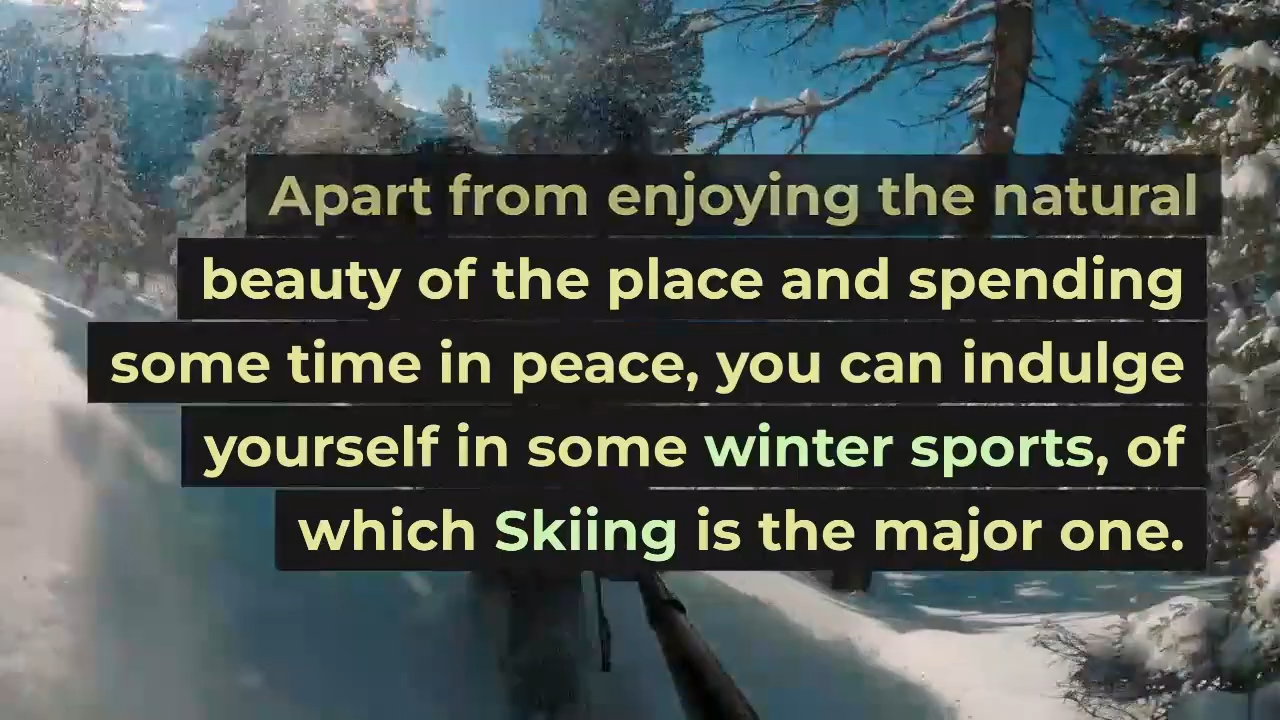 Apart from enjoying the natural
beauty of the place and spending
some time in peace, you can indulge
yourself in some winter sports, of
which Skiing is the major one.